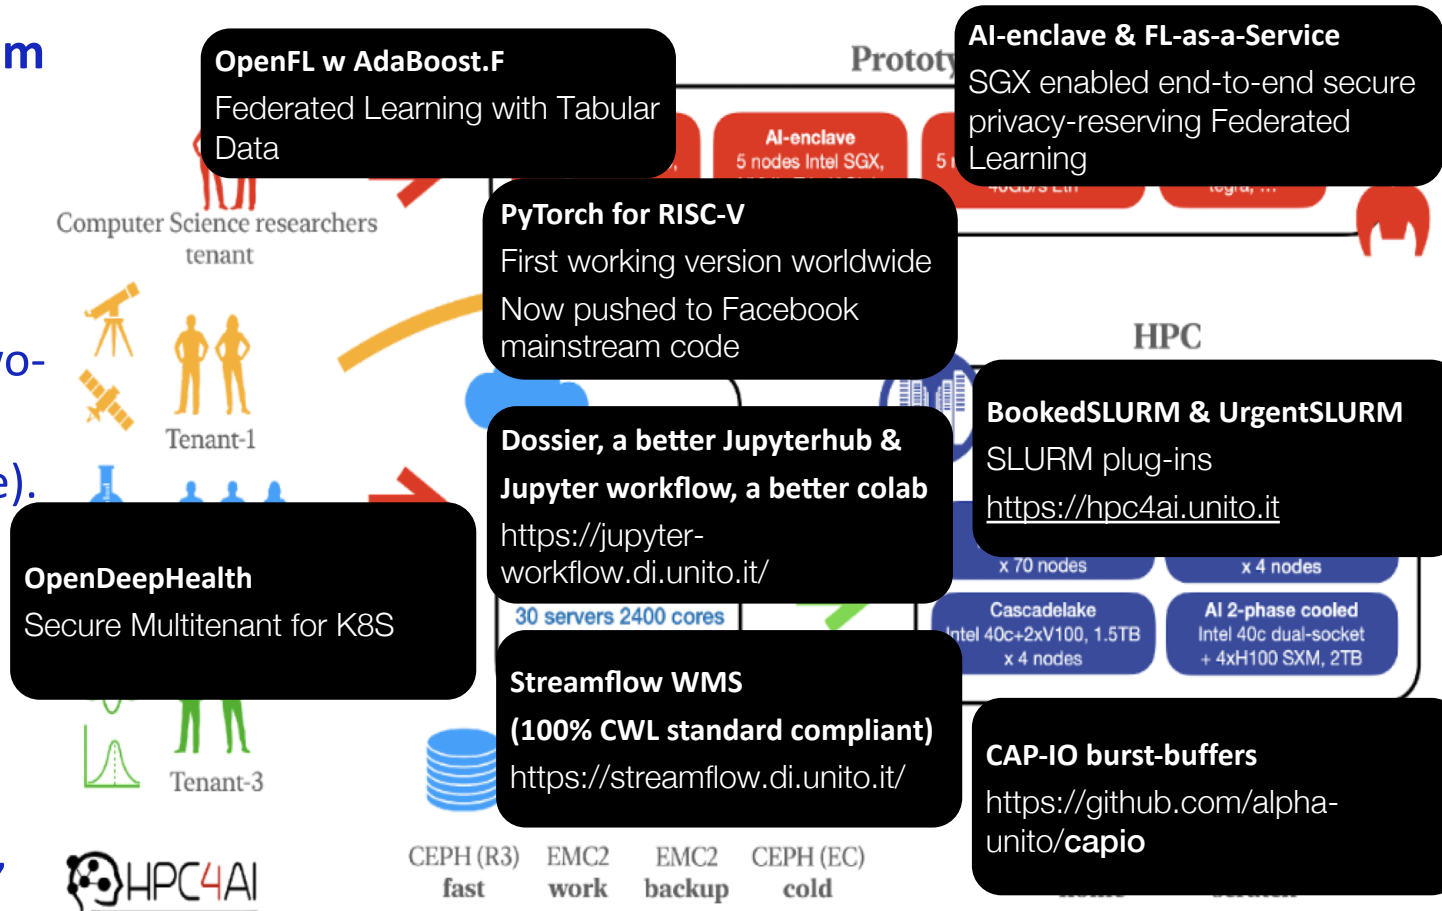 m
OpenFL w AdaBoost.F
Federated Learning with Tabular
Data
AI-enclave & FL-as-a-Service
SGX enabled end-to-end secure
privacy-reserving Federated
Learning
AI-enclave
5 nodes Intel SGX,
5
40Gb/s Eth
tegra, ...
Computer Science researchers
tenant
PyTorch for RISC-V
First working version worldwide
Now pushed to Facebook
mainstream code
HPC
vo-
Tenant-1
e).
Dossier, a better Jupyterhub &
Jupyter workflow, a better colab
https://jupyter-
workflow.di.unito.it/
BookedSLURM & UrgentSLURM
SLURM plug-ins
https://hpc4ai.unito.it
OpenDeepHealth
Secure Multitenant for K8S
x 70 nodes
x 4 nodes
30 servers 2400 cores
Cascadelake
Intel 40c+2xV100, 1.5TB
x 4 nodes
AI 2-phase cooled
Intel 40c dual-socket
+ 4xH100 SXM, 2TB
Streamflow WMS
(100% CWL standard compliant)
https://streamflow.di.unito.it/
Tenant-3
CAP-IO burst-buffers
https://github.com/alpha-
unito/capio
CEPH (R3)
fast
EMC2
work
EMC2
backup
CEPH (EC)
cold
HPC4AI